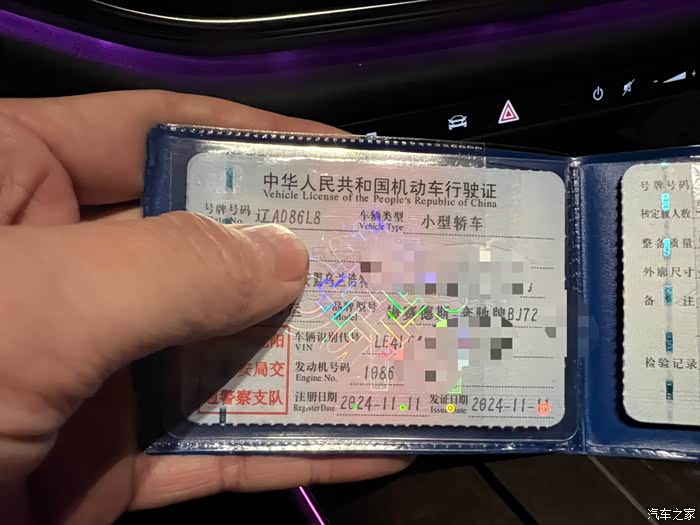 中华人民共和国机动车行驶证
Vehicle License of the People's Republic of China
号牌号码 辽AD86L8 车辆类型 小型轿车
No. Vehicle Type
品牌型号 梅赛德斯-奔驰牌BJ72
Model
车辆识别代号 LE4
VIN
发动机号码 1086
Engine No.
安局交
警察支队
注册日期 2024-11-11 发证日期 2024-11-11
Register Date Issue Date
号牌号码
核定载人数
整备质量
外廓尺寸
备 注
检验记录
汽车之家